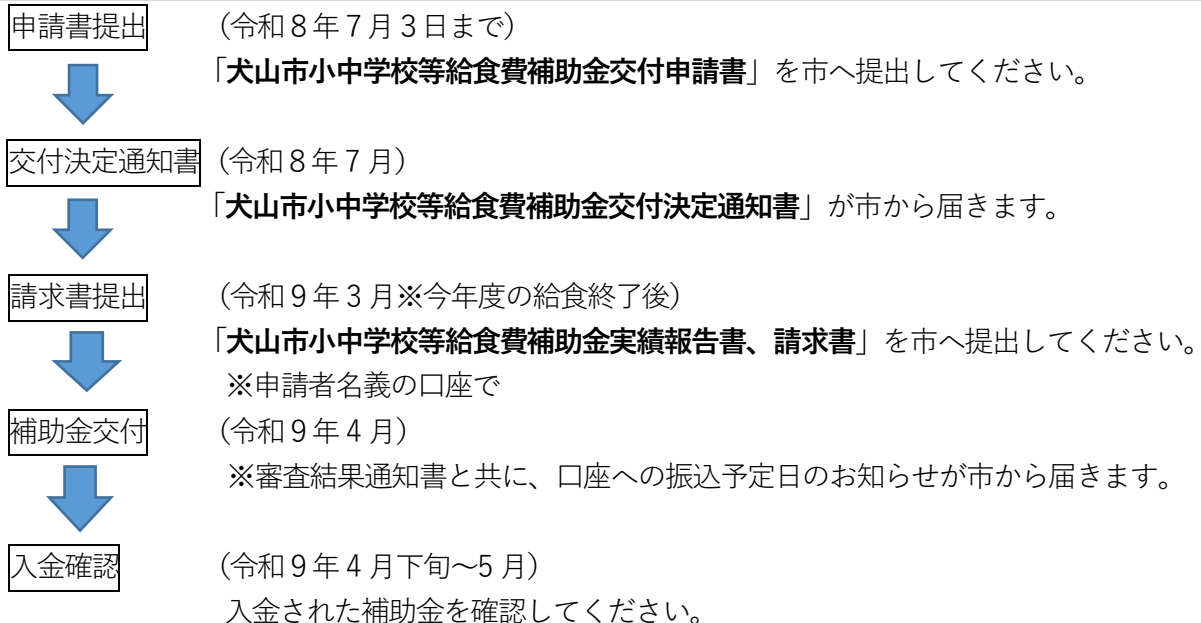 申請書提出 （令和８年７月３日まで）
「犬山市小中学校等給食費補助金交付申請書」を市へ提出してください。
交付決定通知書（令和８年７月）
「犬山市小中学校等給食費補助金交付決定通知書」が市から届きます。
請求書提出 （令和９年３月※今年度の給食終了後）
「犬山市小中学校等給食費補助金実績報告書、請求書」を市へ提出してください。
※申請者名義の口座で
補助金交付 （令和９年４月）
※審査結果通知書と共に、口座への振込予定日のお知らせが市から届きます。
入金確認 （令和９年４月下旬～5月）
入金された補助金を確認してください。